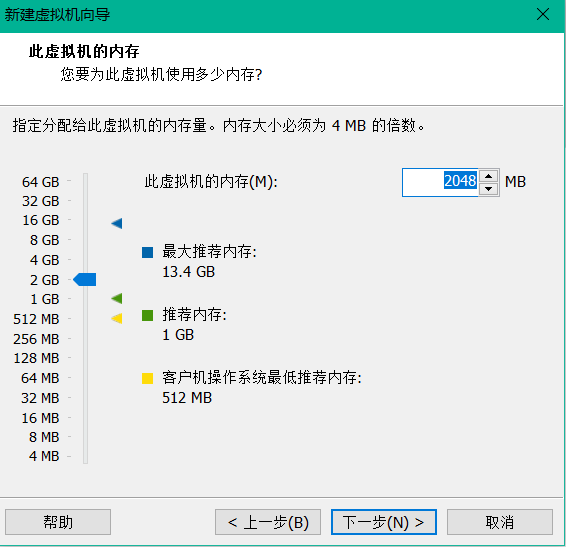 新建虚拟机向导
此虚拟机的内存
您要为此虚拟机使用多少内存?
指定分配给此虚拟机的内存量。内存大小必须为 4 MB 的倍数。
64 GB
32 GB
16 GB
8 GB
4 GB
2 GB
1 GB
512 MB
256 MB
128 MB
64 MB
32 MB
16 MB
8 MB
4 MB
此虚拟机的内存(M): 2048 MB
最大推荐内存:
13.4 GB
推荐内存:
1 GB
客户机操作系统最低推荐内存:
512 MB
帮助 < 上一步(B) 下一步(N) > 取消